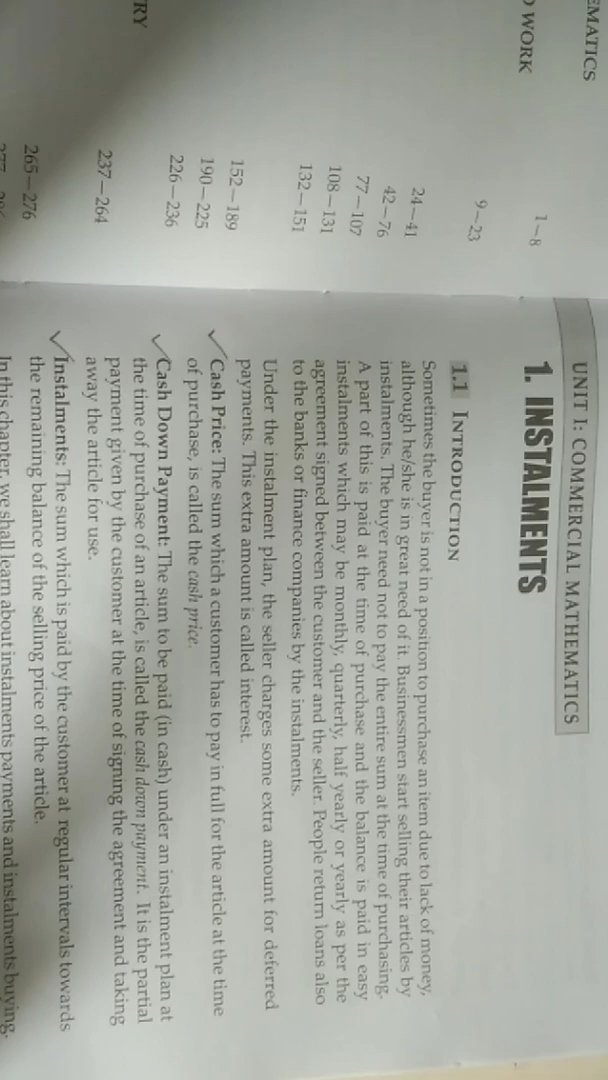 EMATICS
WORK
RY
1–8
9–23
24–41
42–76
77–107
108–131
132–151
152–189
190–225
226–236
237–264
265–276
UNIT I: COMMERCIAL MATHEMATICS
1. INSTALMENTS
1.1 INTRODUCTION
Sometimes the buyer is not in a position to purchase an item due to lack of money,
although he/she is in great need of it. Businessmen start selling their articles by
instalments. The buyer need not to pay the entire sum at the time of purchasing.
A part of this is paid at the time of purchase and the balance is paid in easy
instalments which may be monthly, quarterly, half yearly or yearly as per the
agreement signed between the customer and the seller. People return loans also
to the banks or finance companies by the instalments.
Under the instalment plan, the seller charges some extra amount for deferred
payments. This extra amount is called interest.
Cash Price: The sum which a customer has to pay in full for the article at the time
of purchase, is called the cash price.
Cash Down Payment: The sum to be paid (in cash) under an instalment plan at
the time of purchase of an article, is called the cash down payment. It is the partial
payment given by the customer at the time of signing the agreement and taking
away the article for use.
Instalments: The sum which is paid by the customer at regular intervals towards
the remaining balance of the selling price of the article.
In this chapter, we shall learn about instalments payments and instalments buying.